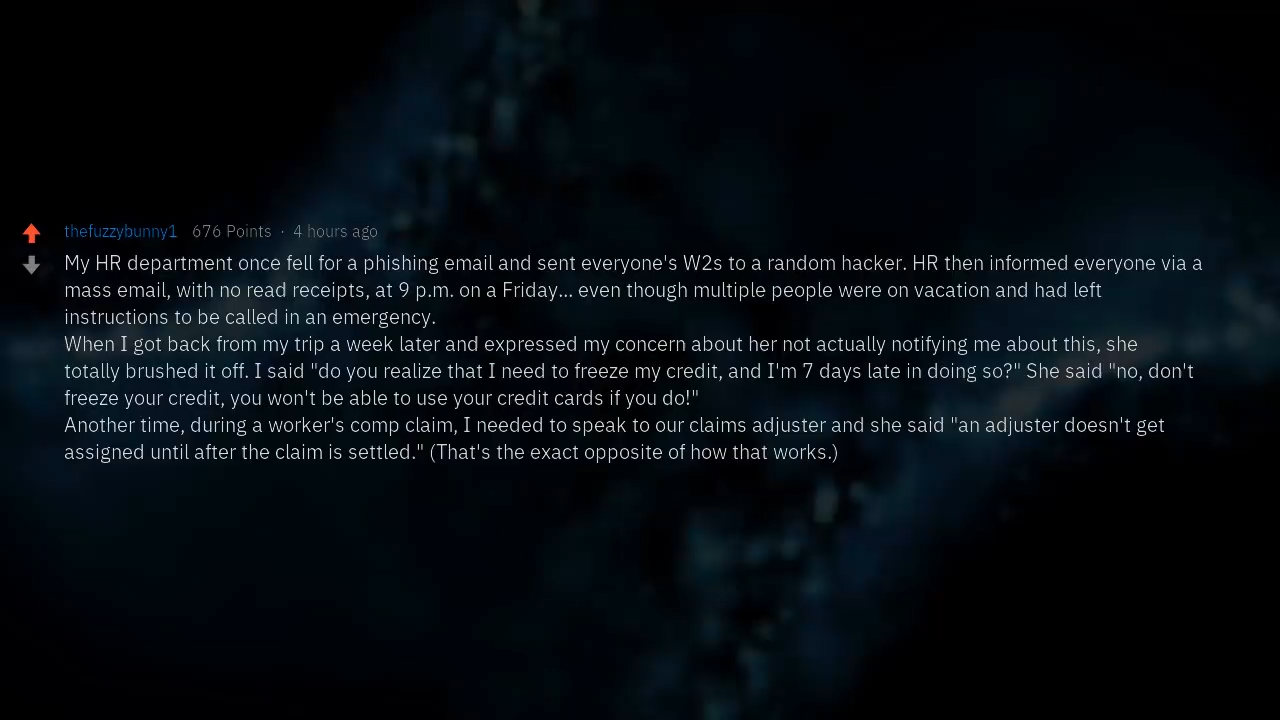 thefuzzybunny1 676 Points · 4 hours ago
My HR department once fell for a phishing email and sent everyone's W2s to a random hacker. HR then informed everyone via a
mass email, with no read receipts, at 9 p.m. on a Friday... even though multiple people were on vacation and had left
instructions to be called in an emergency.
When I got back from my trip a week later and expressed my concern about her not actually notifying me about this, she
totally brushed it off. I said "do you realize that I need to freeze my credit, and I'm 7 days late in doing so?" She said "no, don't
freeze your credit, you won't be able to use your credit cards if you do!"
Another time, during a worker's comp claim, I needed to speak to our claims adjuster and she said "an adjuster doesn't get
assigned until after the claim is settled." (That's the exact opposite of how that works.)